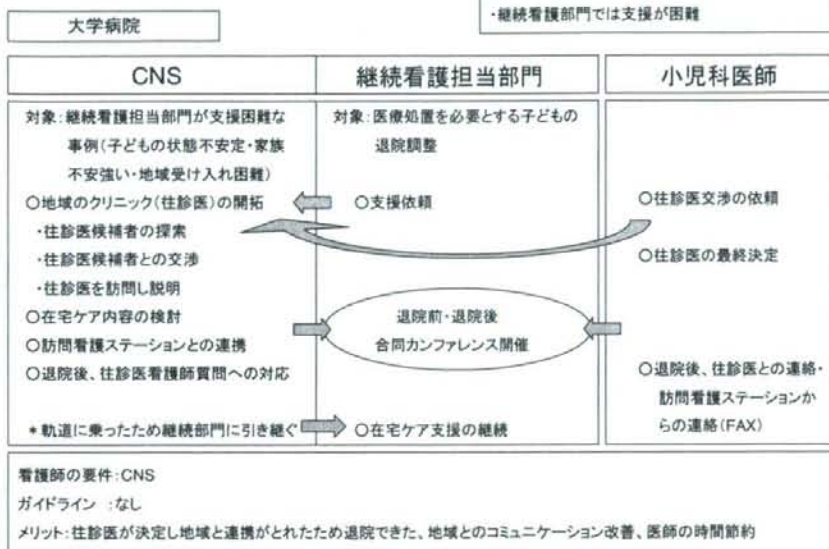 ・継続看護部門では支援が困難
大学病院
CNS
対象:継続看護担当部門が支援困難な
事例(子どもの状態不安定・家族
不安強い・地域受け入れ困難)
○地域のクリニック(往診医)の開拓
・往診医候補者の探索
・往診医候補者との交渉
・往診医を訪問し説明
○在宅ケア内容の検討
○訪問看護ステーションとの連携
○退院後、往診医看護師質問への対応
*軌道に乗ったため継続部門に引き継ぐ
継続看護担当部門
対象:医療処置を必要とする子どもの
退院調整
○支援依頼
退院前・退院後
合同カンファレンス開催
○在宅ケア支援の継続
小児科医師
○往診医交渉の依頼
○往診医の最終決定
○退院後、往診医との連絡・
訪問看護ステーションか
らの連絡(FAX)
看護師の要件:CNS
ガイドライン :なし
メリット:往診医が決定し地域と連携がとれたため退院できた、地域とのコミュニケーション改善、医師の時間節約